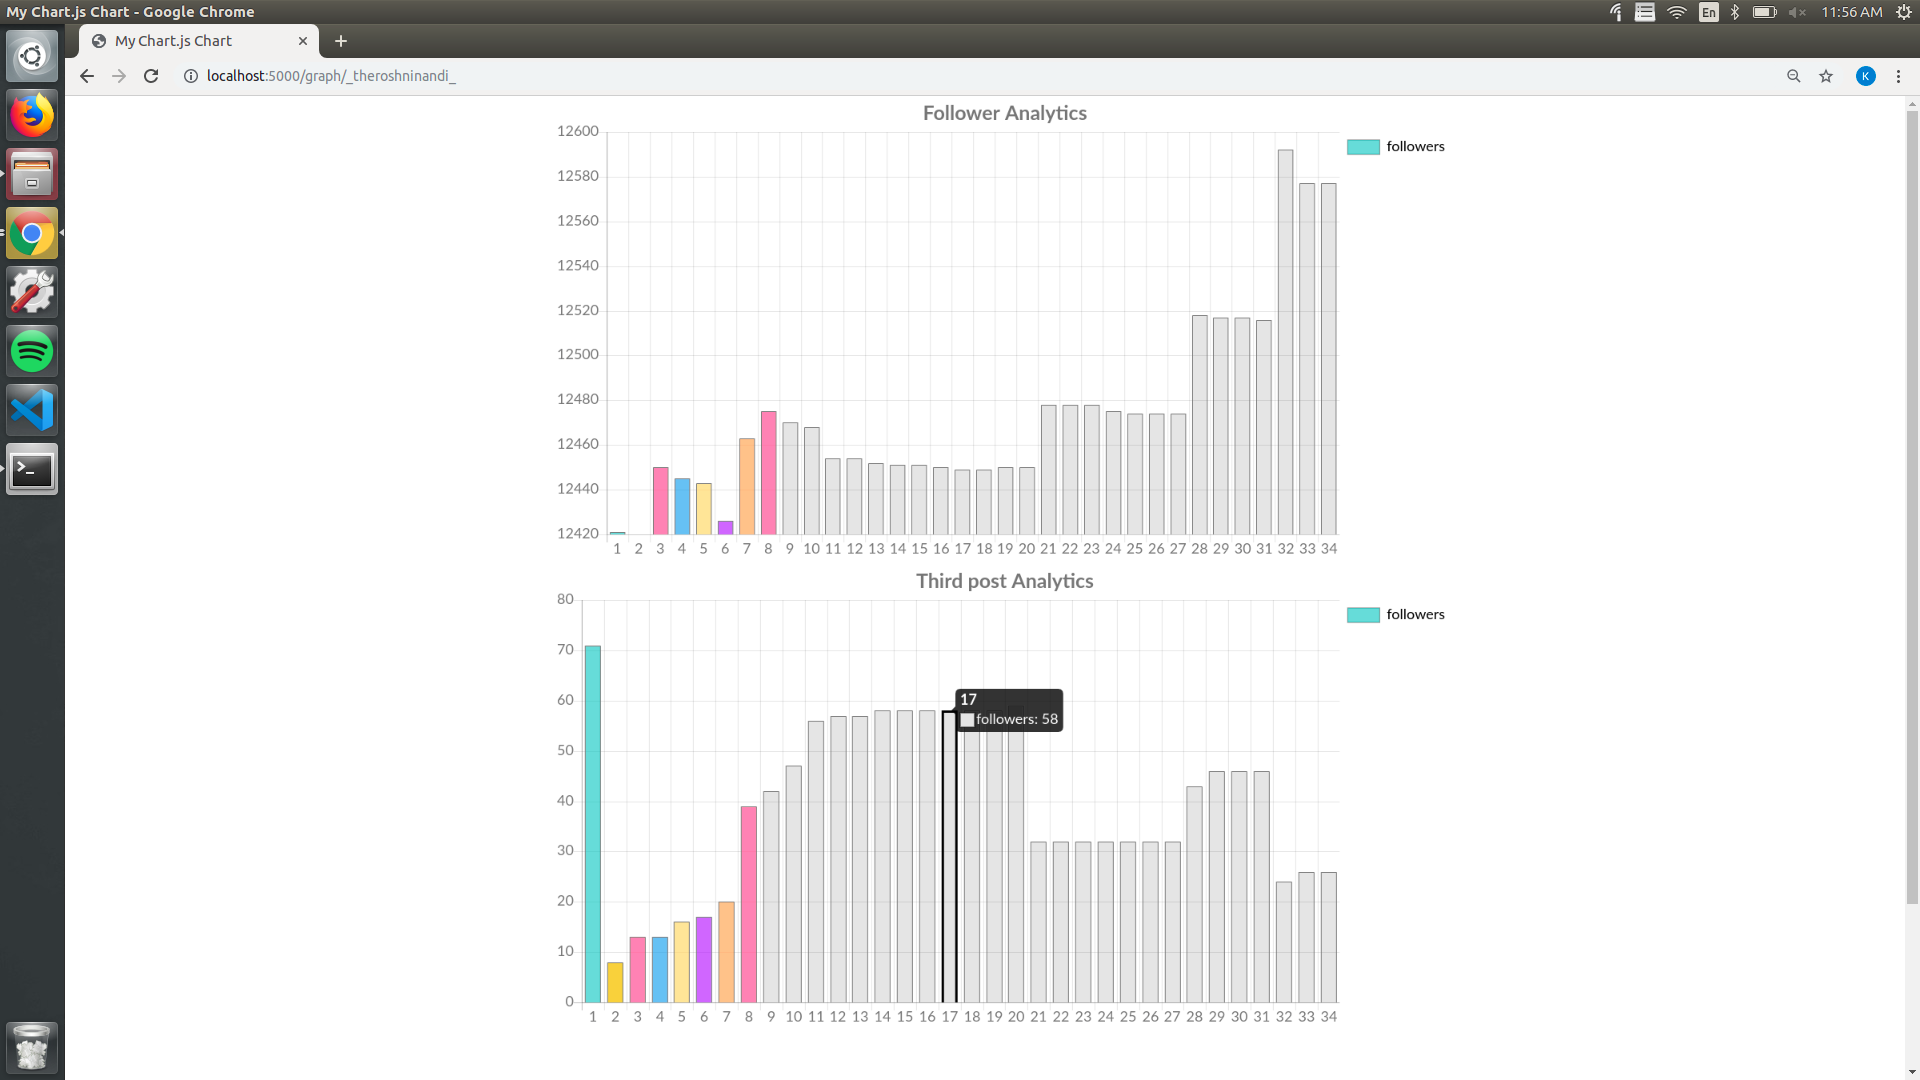 My Chart.js Chart - Google Chrome
En
11:56 AM
My Chart.js Chart
localhost:5000/graph/_theroshninandi_
K
Follower Analytics
followers
12600
12580
12560
12540
12520
12500
12480
12460
12440
12420
1 2 3 4 5 6 7 8 9 10 11 12 13 14 15 16 17 18 19 20 21 22 23 24 25 26 27 28 29 30 31 32 33 34
Third post Analytics
followers
80
70
60
50
40
30
20
10
0
17
followers: 58
1 2 3 4 5 6 7 8 9 10 11 12 13 14 15 16 17 18 19 20 21 22 23 24 25 26 27 28 29 30 31 32 33 34